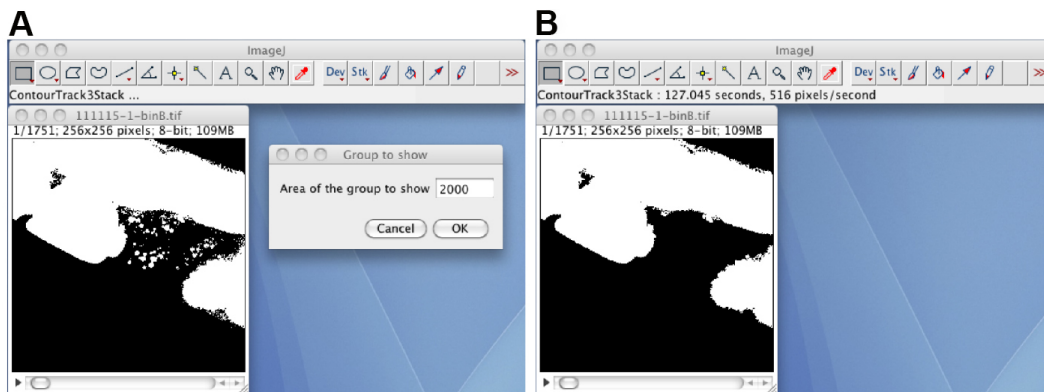 A
ImageJ
A
Dev Stk
>>
ContourTrack3Stack ...
111115-1-binB.tif
1/1751; 256x256 pixels; 8-bit; 109MB
Group to show
Area of the group to show 2000
Cancel OK
B
ImageJ
A
Dev Stk
>>
ContourTrack3Stack : 127.045 seconds, 516 pixels/second
111115-1-binB.tif
1/1751; 256x256 pixels; 8-bit; 109MB